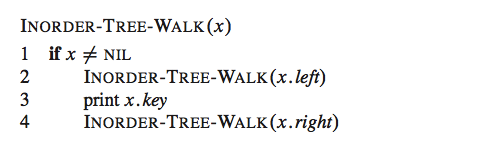 INORDER-TREE-WALK(x)
1 if x ≠ NIL
2 INORDER-TREE-WALK(x.left)
3 print x.key
4 INORDER-TREE-WALK(x.right)